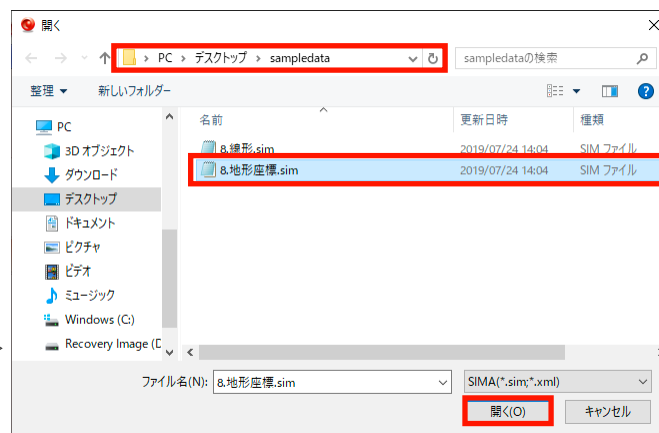 開く
PC › デスクトップ › sampledata
sampledataの検索
整理 新しいフォルダー
名前 更新日時 種類
8.線形.sim 2019/07/24 14:04 SIM ファイル
8.地形座標.sim 2019/07/24 14:04 SIM ファイル
PC
3D オブジェクト
ダウンロード
デスクトップ
ドキュメント
ピクチャ
ビデオ
ミュージック
Windows (C:)
Recovery Image (D
ファイル名(N): 8.地形座標.sim SIMA(*.sim;*.xml)
開く(O) キャンセル